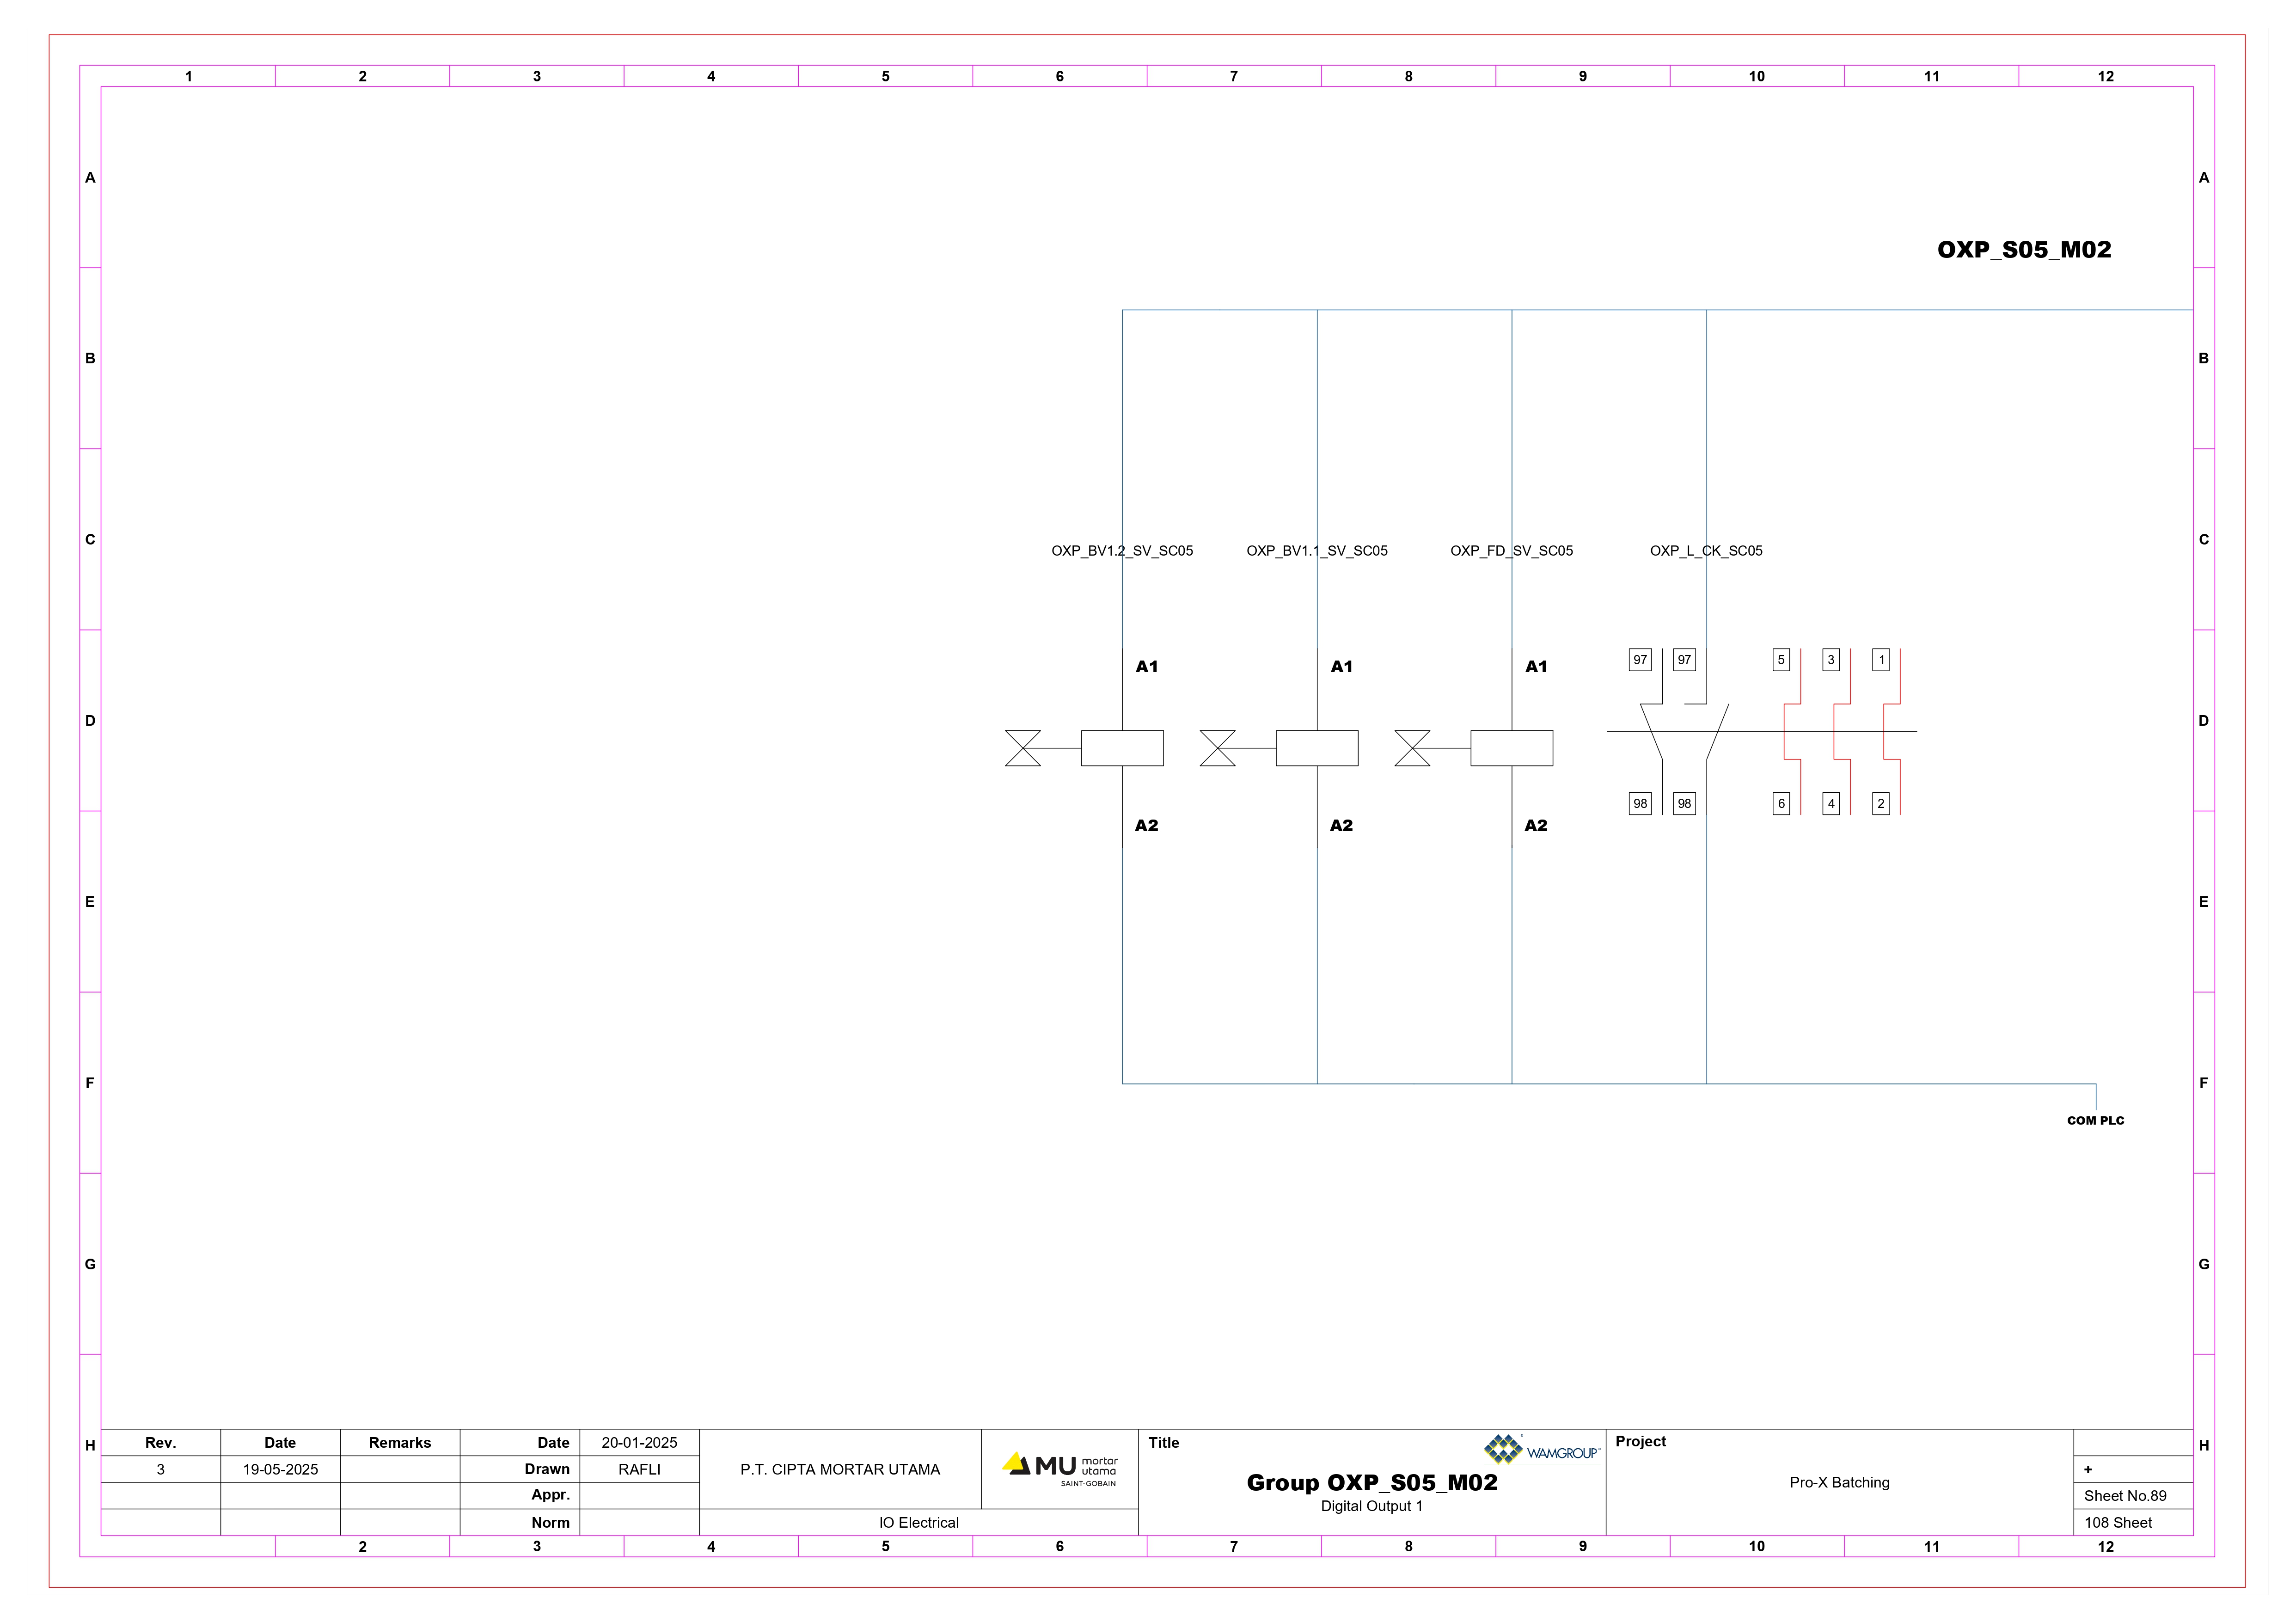 1 2 3 4 5 6 7 8 9 10 11 12
A A
OXP_S05_M02
B B
C C
OXP_BV1.2_SV_SC05 OXP_BV1.1_SV_SC05 OXP_FD_SV_SC05 OXP_L_CK_SC05
A1 A1 A1 97 97 5 3 1
D D
98 98 6 4 2
A2 A2 A2
E E
F F
COM PLC
G G
H H
Rev. Date Remarks Date 20-01-2025
3 19-05-2025 Drawn RAFLI
Appr.
Norm
P.T. CIPTA MORTAR UTAMA
MU mortar utama
SAINT-GOBAIN
IO Electrical
Title
WAMGROUP®
Group OXP_S05_M02
Digital Output 1
Project
Pro-X Batching
+
Sheet No.89
108 Sheet
2 3 4 5 6 7 8 9 10 11 12